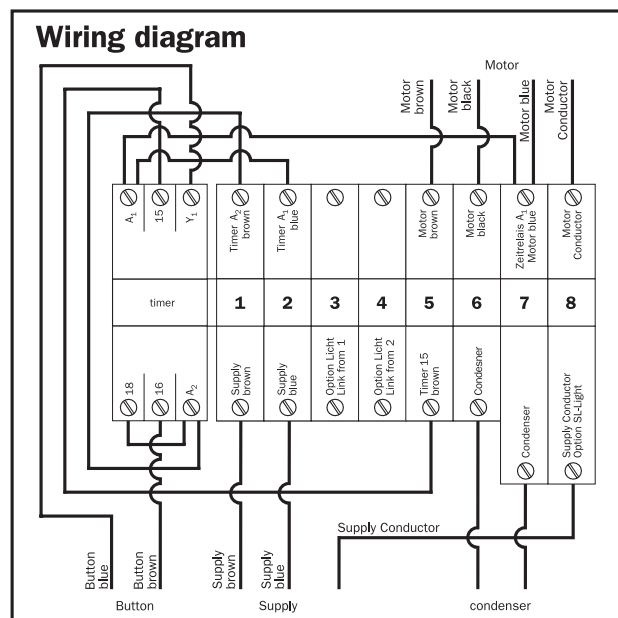 Wiring diagram
Motor
Motor
brown
Motor
black
Motor blue
Motor
Conductor
A1
15
Y1
Timer A2
brown
Timer A1
blue
Motor
brown
Motor
black
Zeitrelais A1
Motor blue
Motor
Conductor
timer
1
2
3
4
5
6
7
8
18
16
A2
Supply
brown
Supply
blue
Option Licht
Link from 1
Option Licht
Link from 2
Timer 15
brown
Condesner
Condenser
Supply Conductor
Option SL-Light
Supply Conductor
Button
blue
Button
brown
Supply
brown
Supply
blue
Button
Supply
condenser